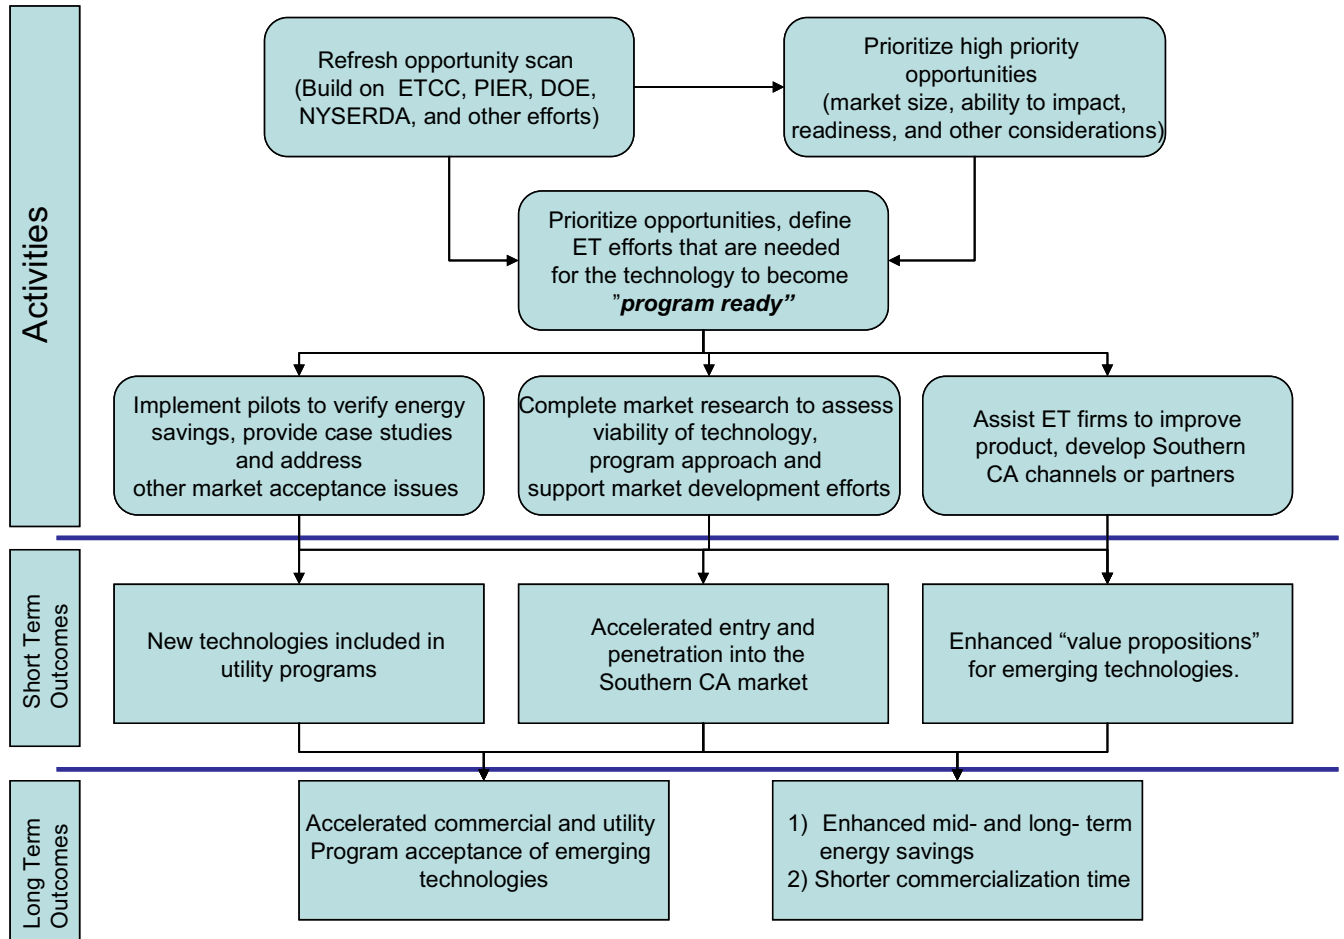 Activities
Refresh opportunity scan
(Build on ETCC, PIER, DOE,
NYSERDA, and other efforts)
Prioritize high priority
opportunities
(market size, ability to impact,
readiness, and other considerations)
Prioritize opportunities, define
ET efforts that are needed
for the technology to become
”program ready”
Implement pilots to verify energy
savings, provide case studies
and address
other market acceptance issues
Complete market research to assess
viability of technology,
program approach and
support market development efforts
Assist ET firms to improve
product, develop Southern
CA channels or partners
Short Term
Outcomes
New technologies included in
utility programs
Accelerated entry and
penetration into the
Southern CA market
Enhanced “value propositions”
for emerging technologies.
Long Term
Outcomes
Accelerated commercial and utility
Program acceptance of emerging
technologies
1) Enhanced mid- and long- term
energy savings
2) Shorter commercialization time